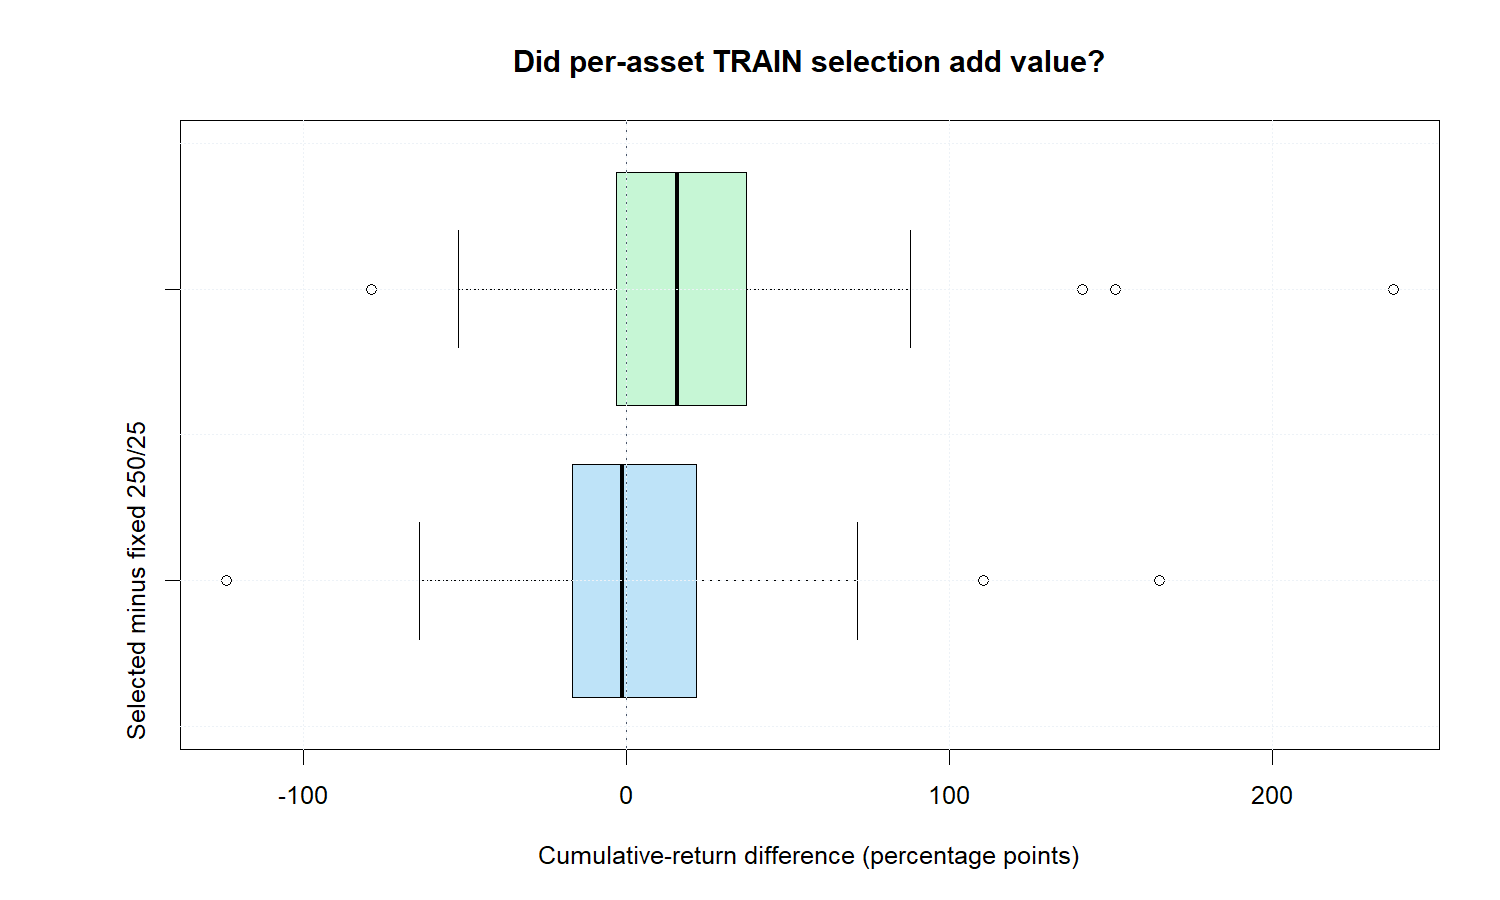 Did per-asset TRAIN selection add value?
Selected minus fixed 250/25
-100 0 100 200
Cumulative-return difference (percentage points)